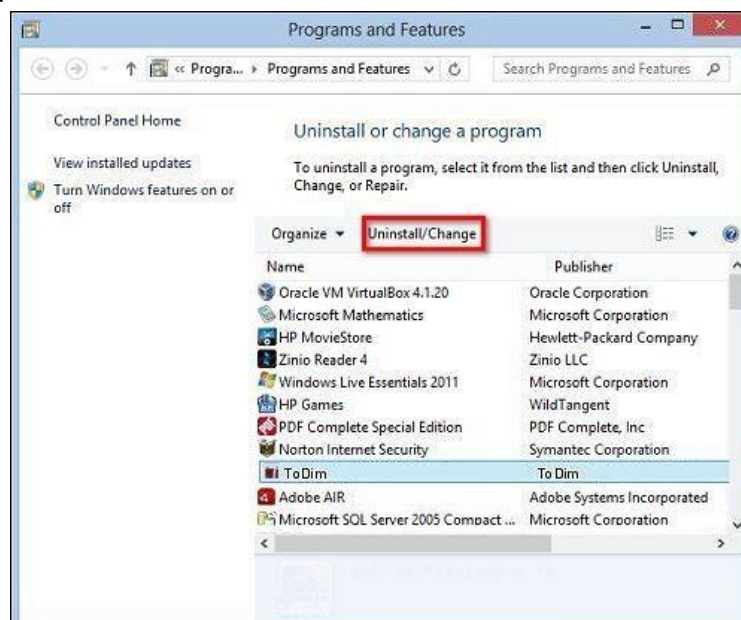 Programs and Features
« Progra... Programs and Features Search Programs and Features
Control Panel Home
View installed updates
Turn Windows features on or
off
Uninstall or change a program
To uninstall a program, select it from the list and then click Uninstall,
Change, or Repair.
Organize Uninstall/Change
Name Publisher
Oracle VM VirtualBox 4.1.20 Oracle Corporation
Microsoft Mathematics Microsoft Corporation
HP MovieStore Hewlett-Packard Company
Zinio Reader 4 Zinio LLC
Windows Live Essentials 2011 Microsoft Corporation
HP Games WildTangent
PDF Complete Special Edition PDF Complete, Inc
Norton Internet Security Symantec Corporation
ToDim To Dim
Adobe AIR Adobe Systems Incorporated
Microsoft SQL Server 2005 Compact ... Microsoft Corporation